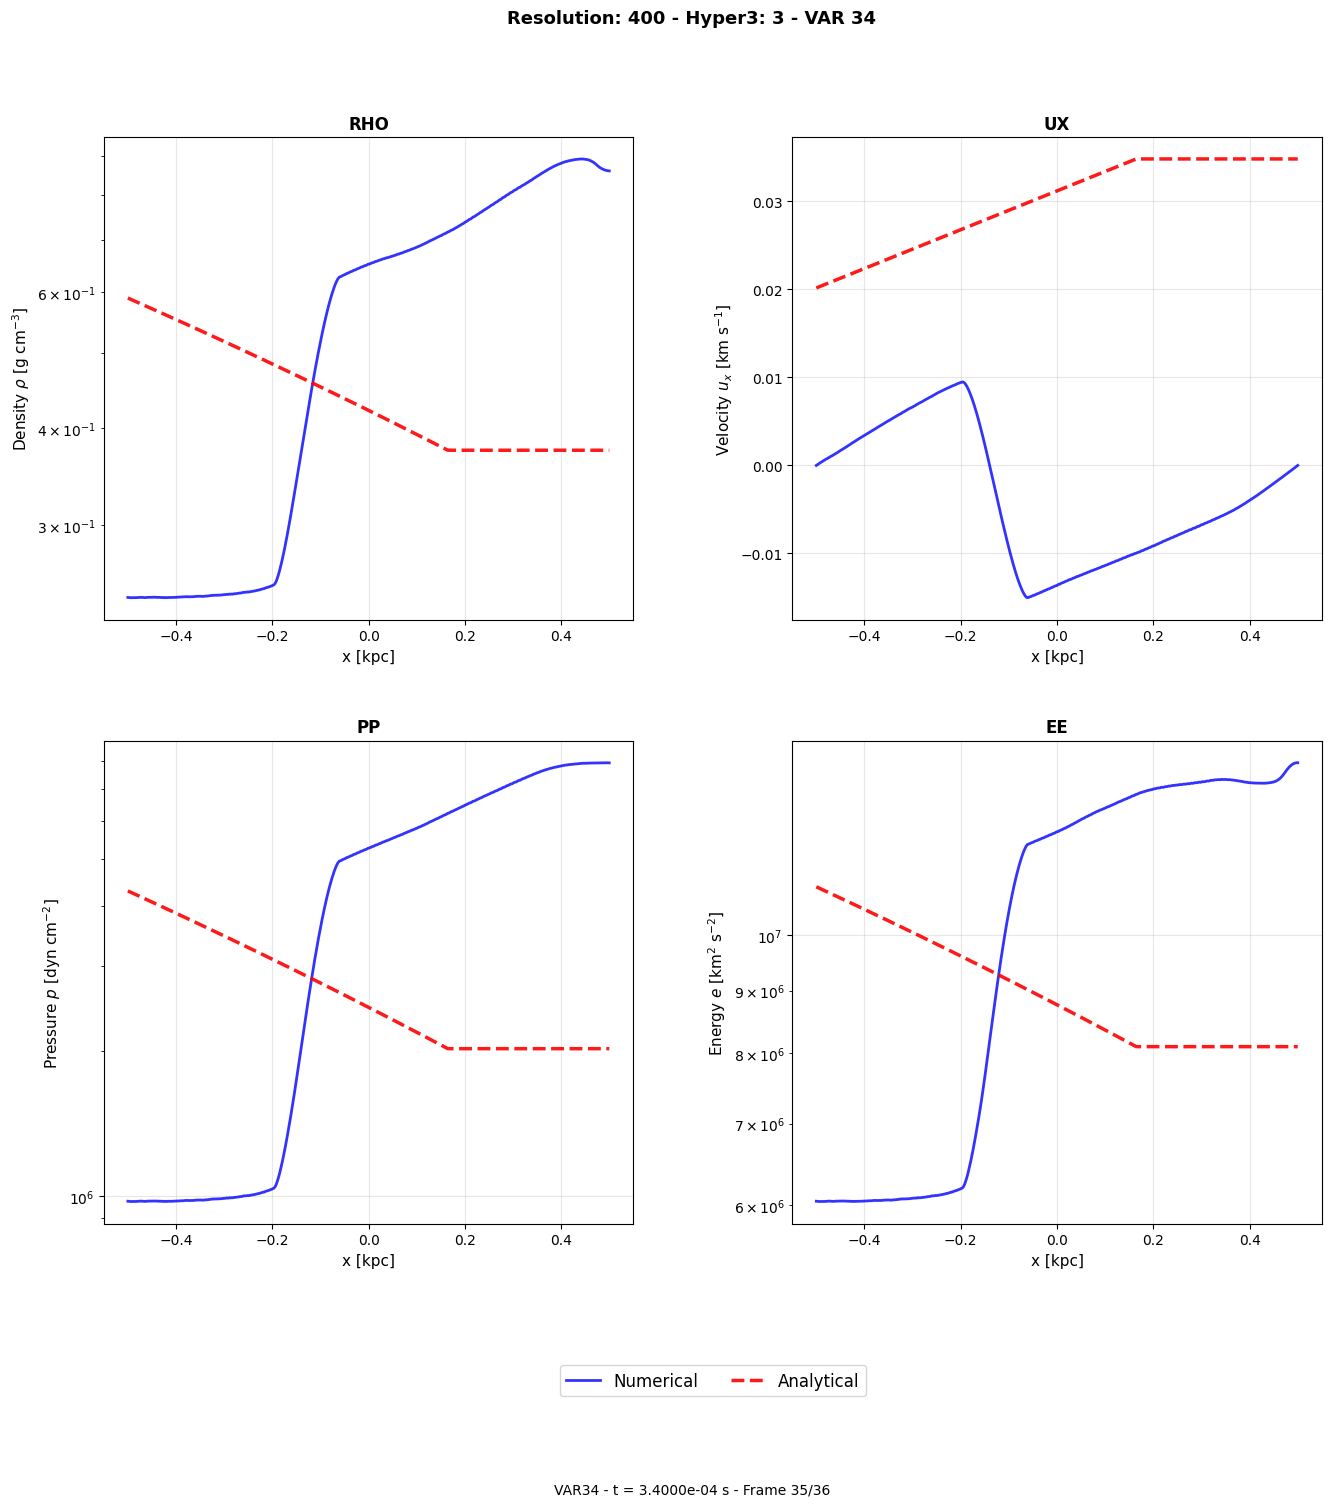 Resolution: 400 - Hyper3: 3 - VAR 34
RHO
Density ρ [g cm⁻³]
6 × 10⁻¹
4 × 10⁻¹
3 × 10⁻¹
−0.4 −0.2 0.0 0.2 0.4
x [kpc]
UX
Velocity uₓ [km s⁻¹]
0.03
0.02
0.01
0.00
−0.01
−0.4 −0.2 0.0 0.2 0.4
x [kpc]
PP
Pressure p [dyn cm⁻²]
10⁶
−0.4 −0.2 0.0 0.2 0.4
x [kpc]
EE
Energy e [km² s⁻²]
10⁷
9 × 10⁶
8 × 10⁶
7 × 10⁶
6 × 10⁶
−0.4 −0.2 0.0 0.2 0.4
x [kpc]
Numerical Analytical
VAR34 - t = 3.4000e-04 s - Frame 35/36